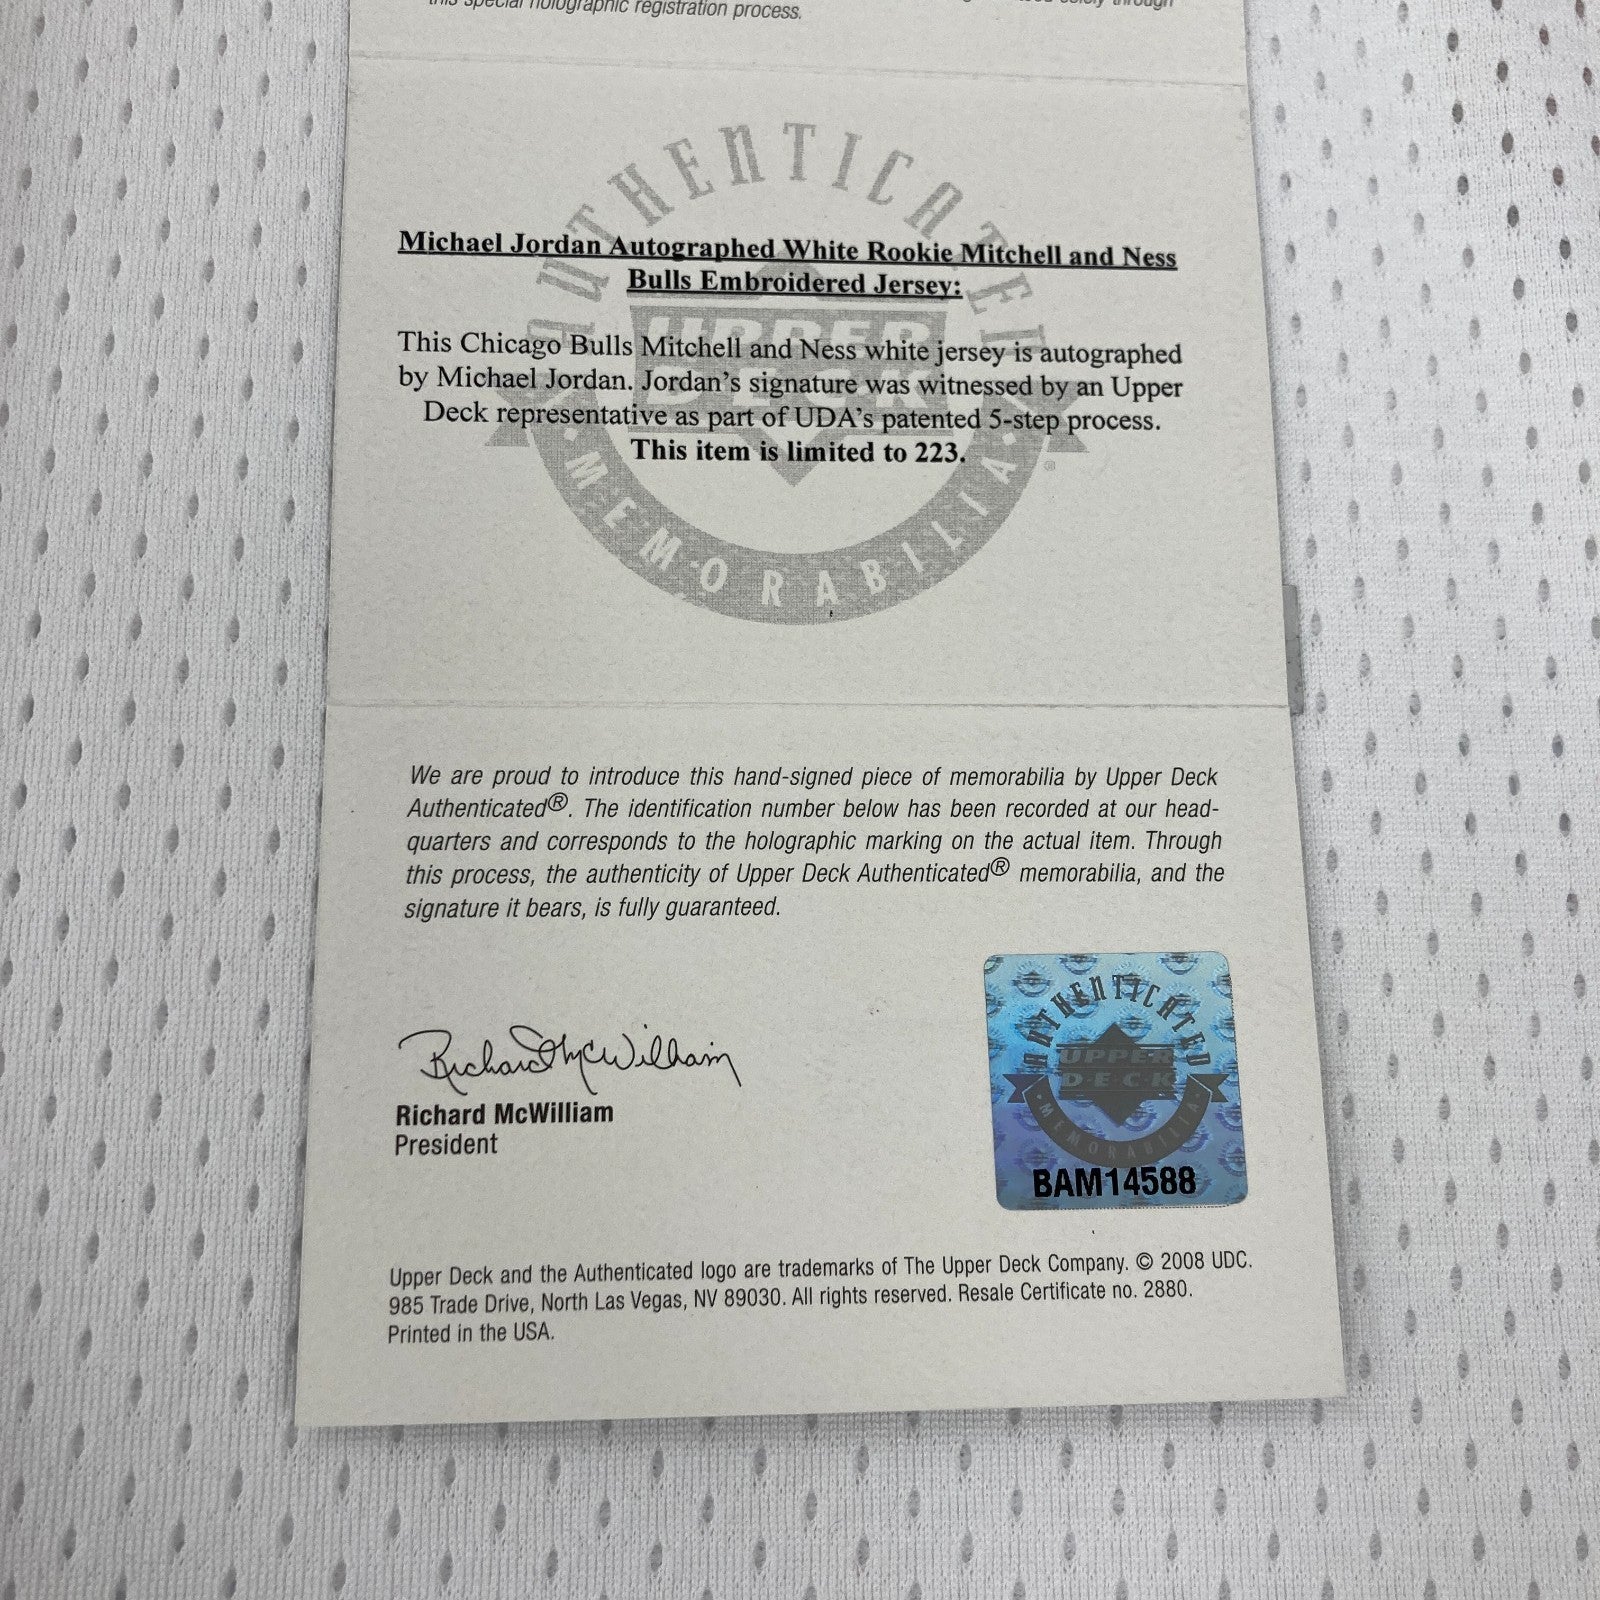 this special holographic registration process.
solely through
AUTHENTICATED
UPPER
DECK
MEMORABILIA
®
Michael Jordan Autographed White Rookie Mitchell and Ness
Bulls Embroidered Jersey:
This Chicago Bulls Mitchell and Ness white jersey is autographed
by Michael Jordan. Jordan's signature was witnessed by an Upper
Deck representative as part of UDA's patented 5-step process.
This item is limited to 223.
We are proud to introduce this hand-signed piece of memorabilia by Upper Deck
Authenticated®. The identification number below has been recorded at our head-
quarters and corresponds to the holographic marking on the actual item. Through
this process, the authenticity of Upper Deck Authenticated® memorabilia, and the
signature it bears, is fully guaranteed.
Richard McWilliam
Richard McWilliam
President
AUTHENTICATED
UPPER
DECK
MEMORABILIA
BAM14588
Upper Deck and the Authenticated logo are trademarks of The Upper Deck Company. © 2008 UDC.
985 Trade Drive, North Las Vegas, NV 89030. All rights reserved. Resale Certificate no. 2880.
Printed in the USA.